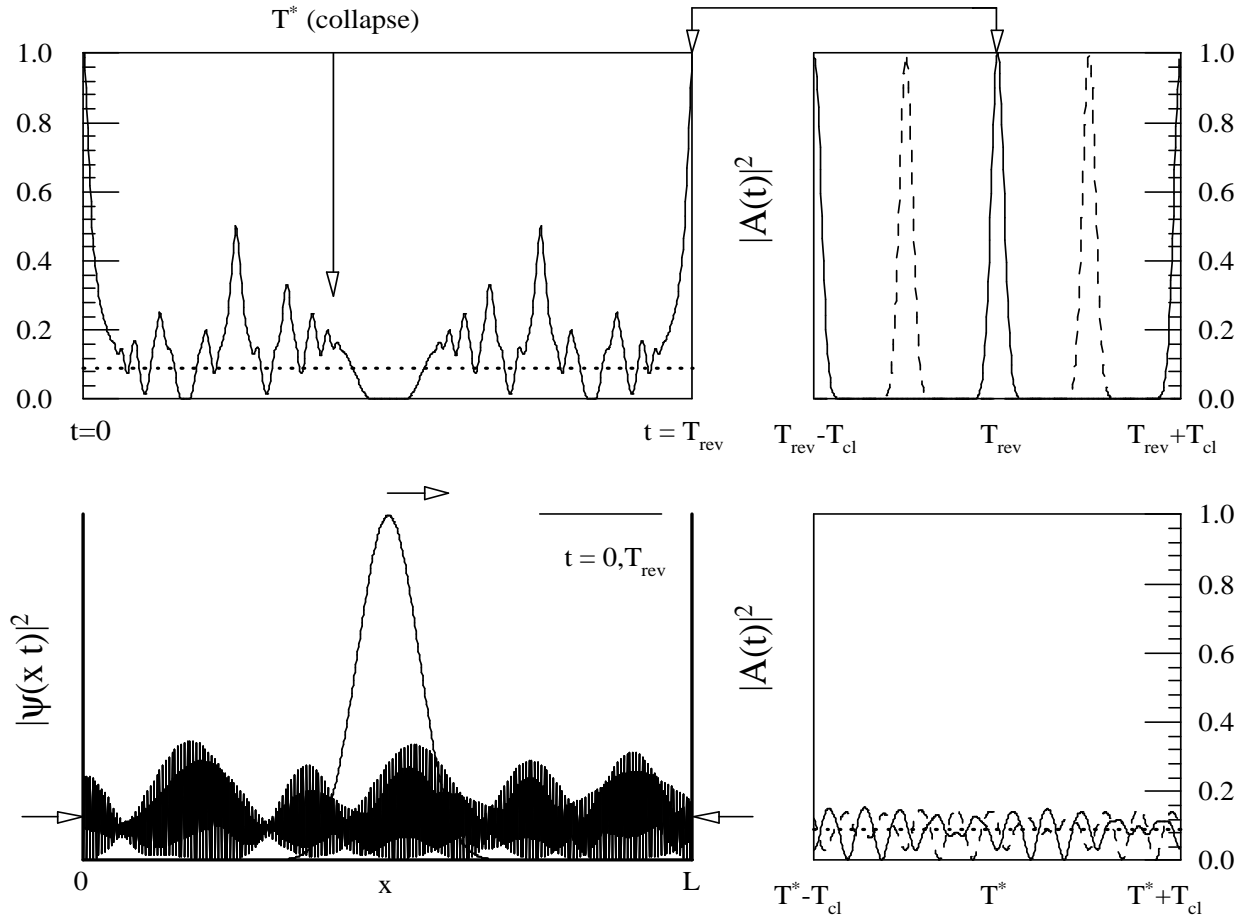 T* (collapse)
1.0
0.8
0.6
0.4
0.2
0.0
t=0
t = T_rev
|A(t)|²
1.0
0.8
0.6
0.4
0.2
0.0
T_rev-T_cl
T_rev
T_rev+T_cl
t = 0,T_rev
|ψ(x t)|²
0
x
L
|A(t)|²
1.0
0.8
0.6
0.4
0.2
0.0
T*-T_cl
T*
T*+T_cl